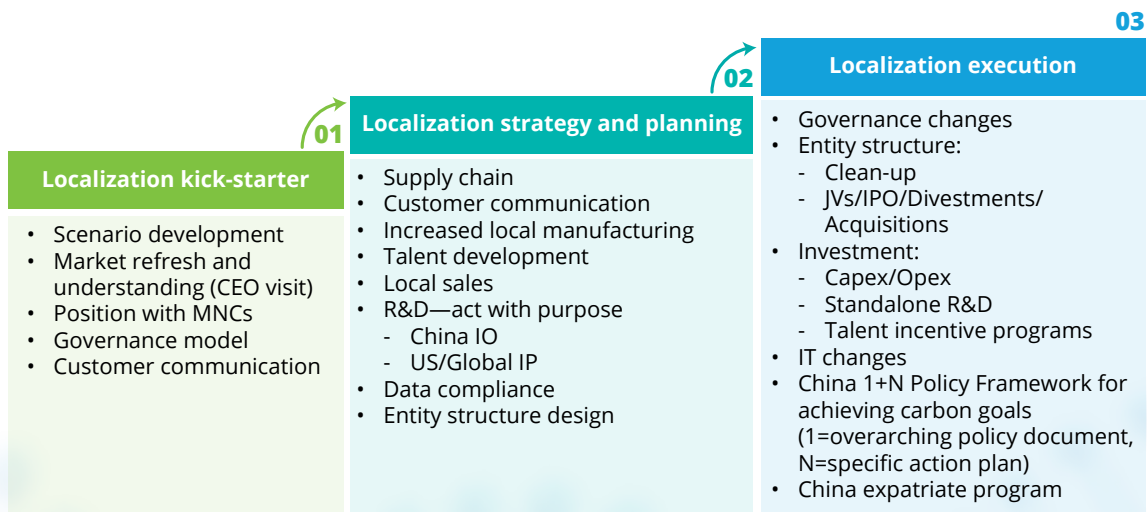 01
Localization kick-starter
• Scenario development
• Market refresh and
understanding (CEO visit)
• Position with MNCs
• Governance model
• Customer communication
02
Localization strategy and planning
• Supply chain
• Customer communication
• Increased local manufacturing
• Talent development
• Local sales
• R&D—act with purpose
- China IO
- US/Global IP
• Data compliance
• Entity structure design
03
Localization execution
• Governance changes
• Entity structure:
- Clean-up
- JVs/IPO/Divestments/
Acquisitions
• Investment:
- Capex/Opex
- Standalone R&D
- Talent incentive programs
• IT changes
• China 1+N Policy Framework for
achieving carbon goals
(1=overarching policy document,
N=specific action plan)
• China expatriate program